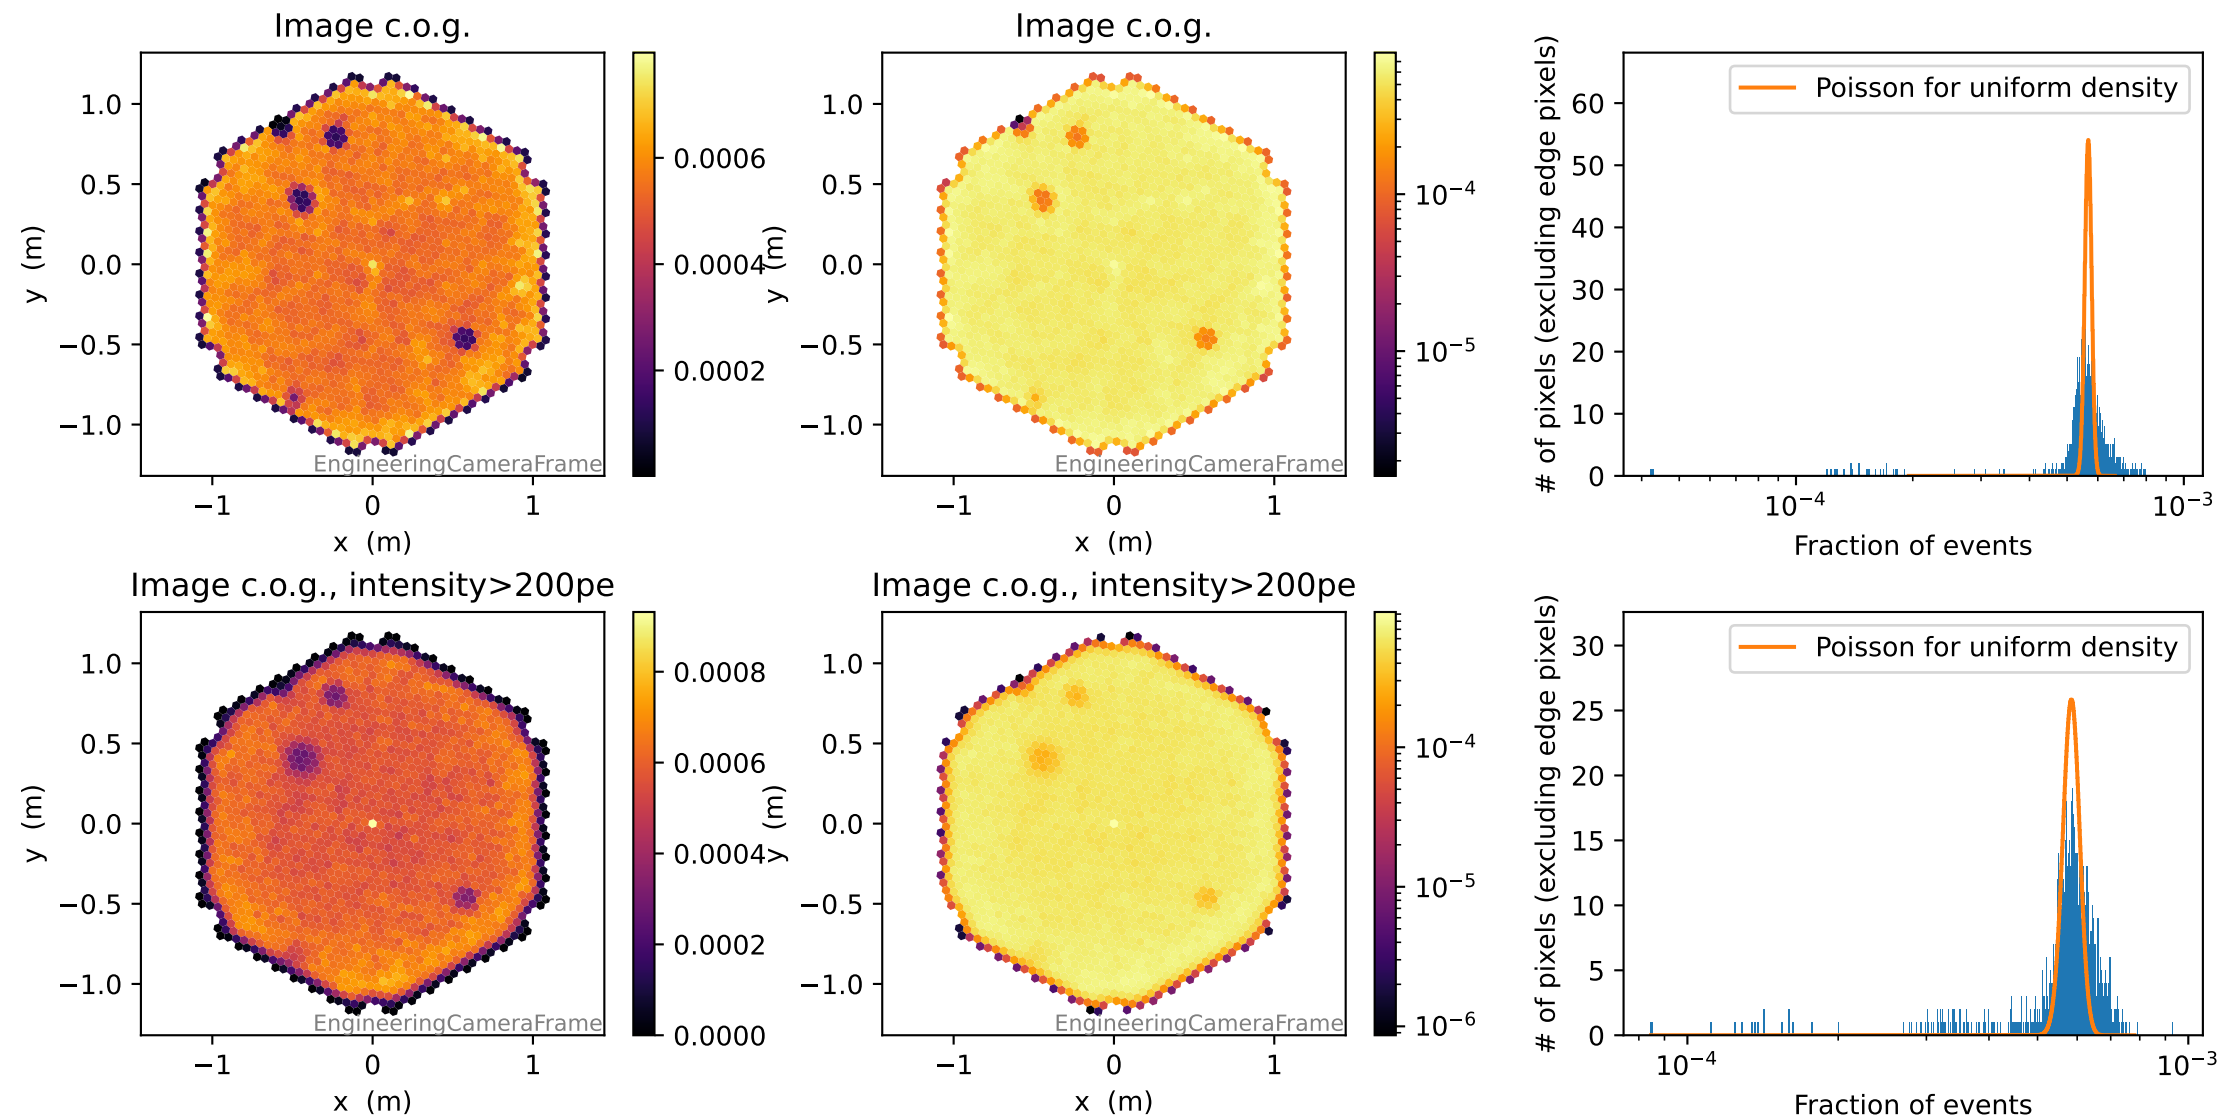 Image c.o.g.
1.0
0.5
0.0
−0.5
−1.0
y (m)
−1
0
1
x (m)
EngineeringCameraFrame
0.0006
0.0004
0.0002
Image c.o.g.
1.0
0.5
0.0
−0.5
−1.0
y (m)
−1
0
1
x (m)
EngineeringCameraFrame
10⁻⁴
10⁻⁵
Poisson for uniform density
60
50
40
30
20
10
0
# of pixels (excluding edge pixels)
10⁻⁴
10⁻³
Fraction of events
Image c.o.g., intensity>200pe
1.0
0.5
0.0
−0.5
−1.0
y (m)
−1
0
1
x (m)
EngineeringCameraFrame
0.0008
0.0006
0.0004
0.0002
0.0000
Image c.o.g., intensity>200pe
1.0
0.5
0.0
−0.5
−1.0
y (m)
−1
0
1
x (m)
EngineeringCameraFrame
10⁻⁴
10⁻⁵
10⁻⁶
Poisson for uniform density
30
25
20
15
10
5
0
# of pixels (excluding edge pixels)
10⁻⁴
10⁻³
Fraction of events